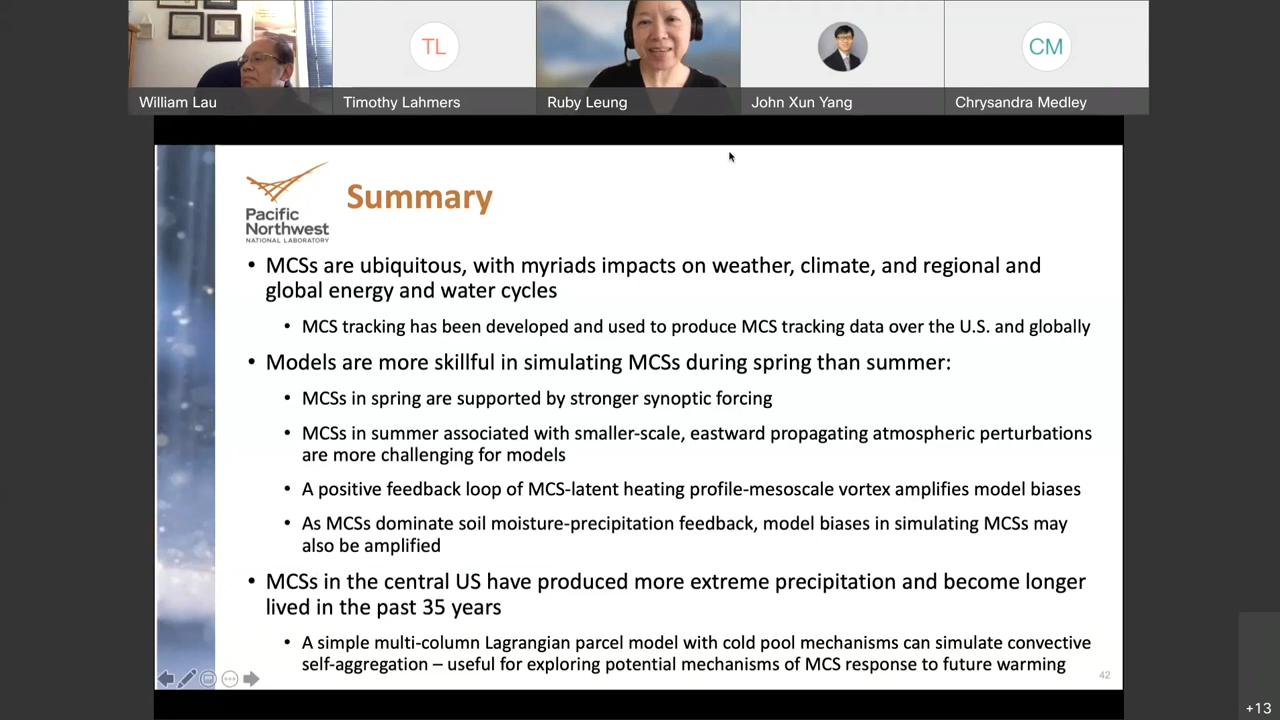 TL
CM
William Lau
Timothy Lahmers
Ruby Leung
John Xun Yang
Chrysandra Medley
Pacific
Northwest
NATIONAL LABORATORY
Summary
• MCSs are ubiquitous, with myriads impacts on weather, climate, and regional and
global energy and water cycles
• MCS tracking has been developed and used to produce MCS tracking data over the U.S. and globally
• Models are more skillful in simulating MCSs during spring than summer:
• MCSs in spring are supported by stronger synoptic forcing
• MCSs in summer associated with smaller-scale, eastward propagating atmospheric perturbations
are more challenging for models
• A positive feedback loop of MCS-latent heating profile-mesoscale vortex amplifies model biases
• As MCSs dominate soil moisture-precipitation feedback, model biases in simulating MCSs may
also be amplified
• MCSs in the central US have produced more extreme precipitation and become longer
lived in the past 35 years
• A simple multi-column Lagrangian parcel model with cold pool mechanisms can simulate convective
self-aggregation – useful for exploring potential mechanisms of MCS response to future warming
42
+13